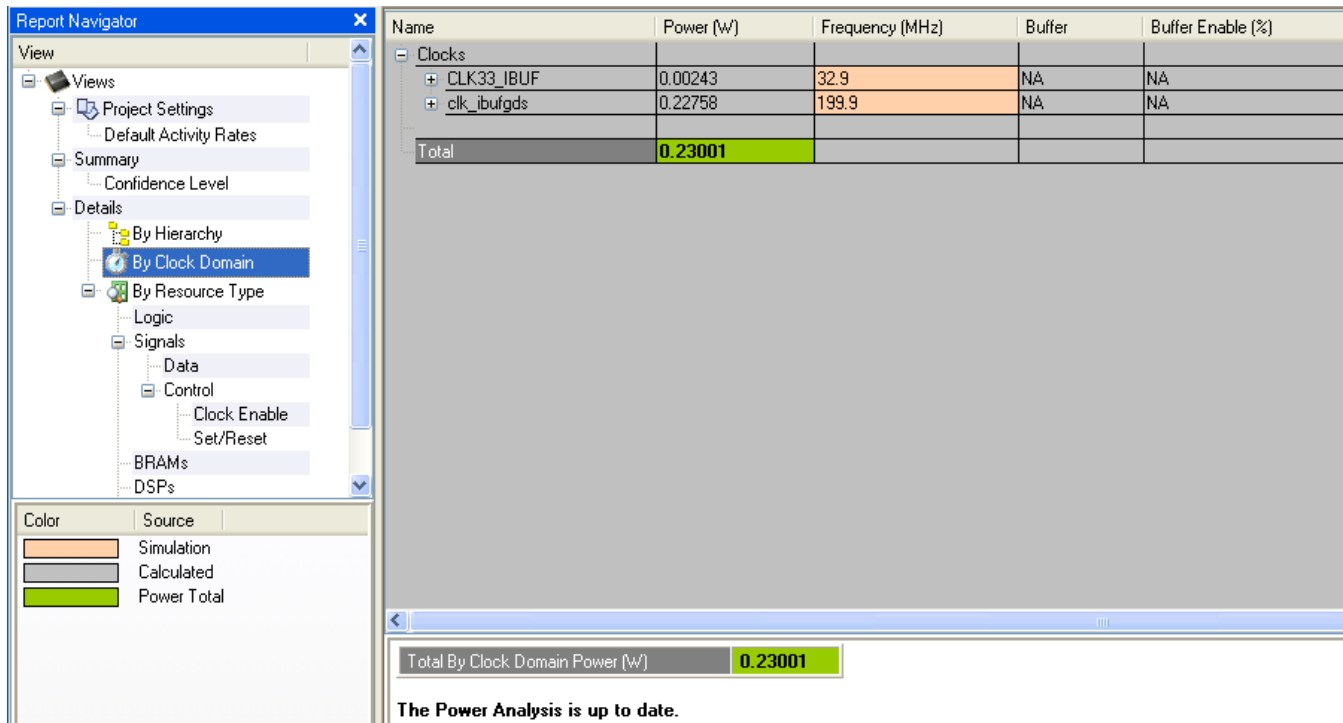 Report Navigator
View
Views
Project Settings
Default Activity Rates
Summary
Confidence Level
Details
By Hierarchy
By Clock Domain
By Resource Type
Logic
Signals
Data
Control
Clock Enable
Set/Reset
BRAMs
DSPs
Color Source
Simulation
Calculated
Power Total
Name Power (W) Frequency (MHz) Buffer Buffer Enable (%)
Clocks
CLK33_IBUF 0.00243 32.9 NA NA
clk_ibufgds 0.22758 199.9 NA NA
Total 0.23001
Total By Clock Domain Power (W) 0.23001
The Power Analysis is up to date.